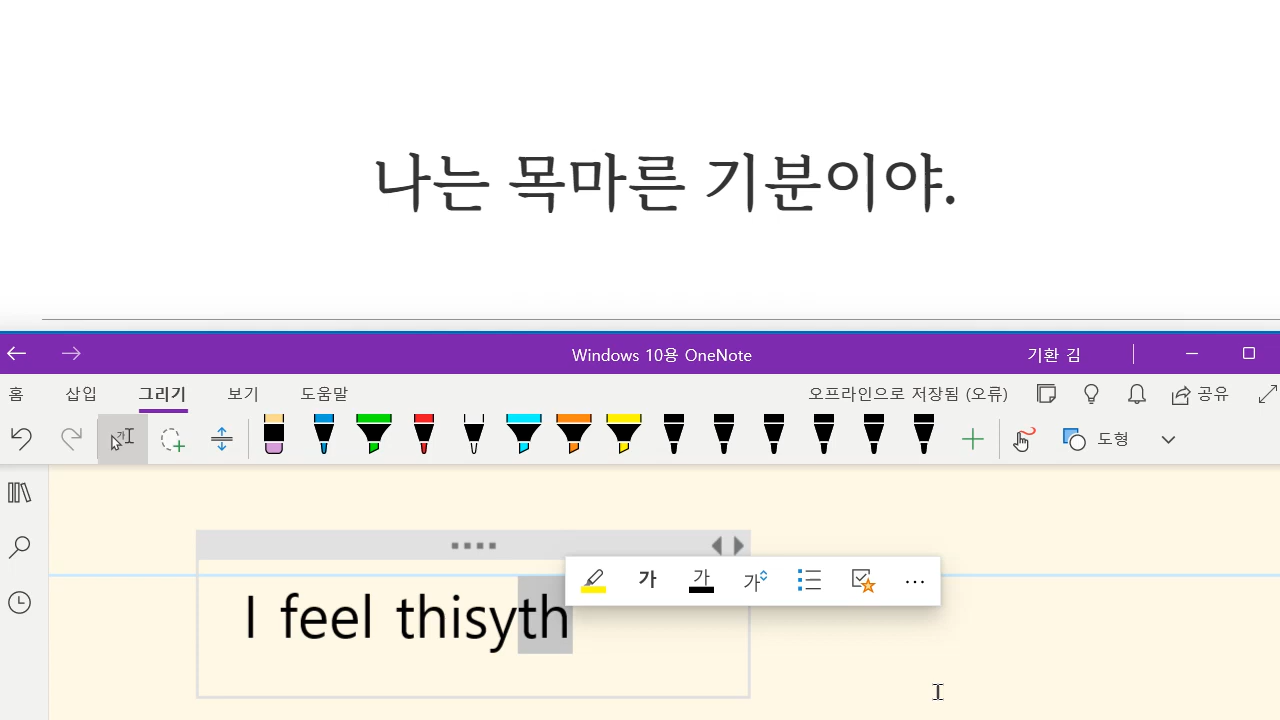 나는 목마른 기분이야.
Windows 10용 OneNote
기환 김
홈 삽입 그리기 보기 도움말 오프라인으로 저장됨 (오류) 공유
가 도형
가 가 가
I feel thisyth